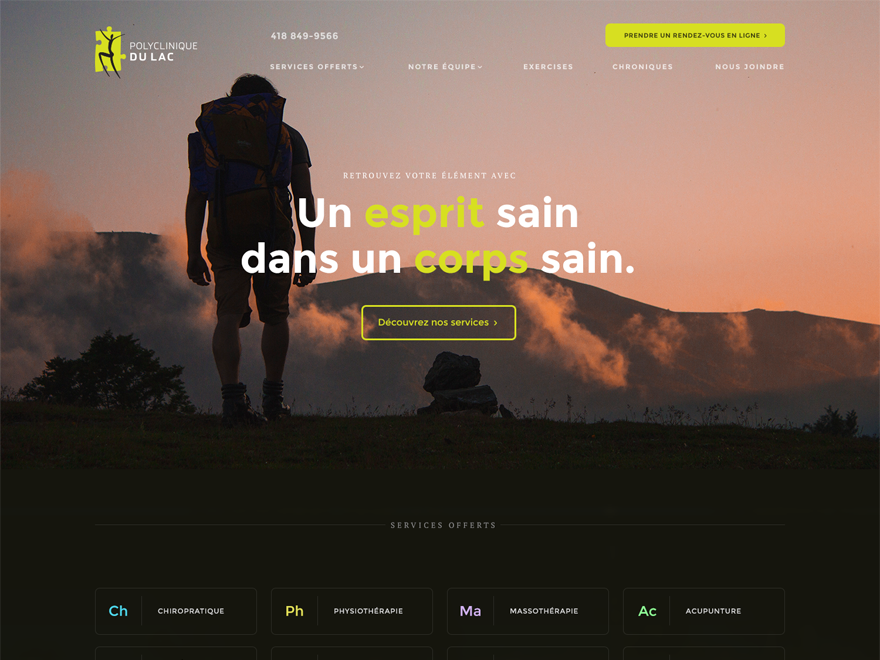 POLYCLINIQUE
DU LAC
418 849-9566
PRENDRE UN RENDEZ-VOUS EN LIGNE ›
SERVICES OFFERTS
NOTRE ÉQUIPE
EXERCISES
CHRONIQUES
NOUS JOINDRE
RETROUVEZ VOTRE ÉLÉMENT AVEC
Un esprit sain
dans un corps sain.
Découvrez nos services ›
SERVICES OFFERTS
Ch CHIROPRATIQUE
Ph PHYSIOTHÉRAPIE
Ma MASSOTHÉRAPIE
Ac ACUPUNTURE